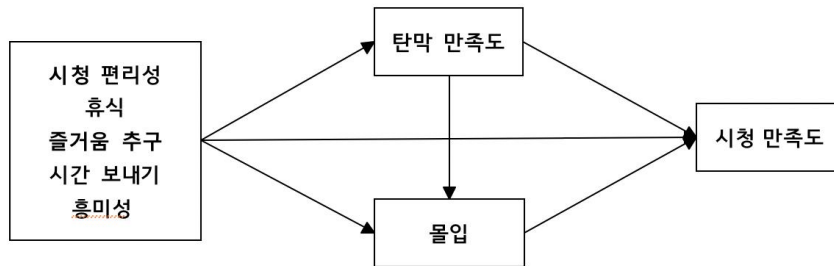 탄막 만족도
시청 편리성
휴식
즐거움 추구
시간 보내기
흥미성
시청 만족도
몰입